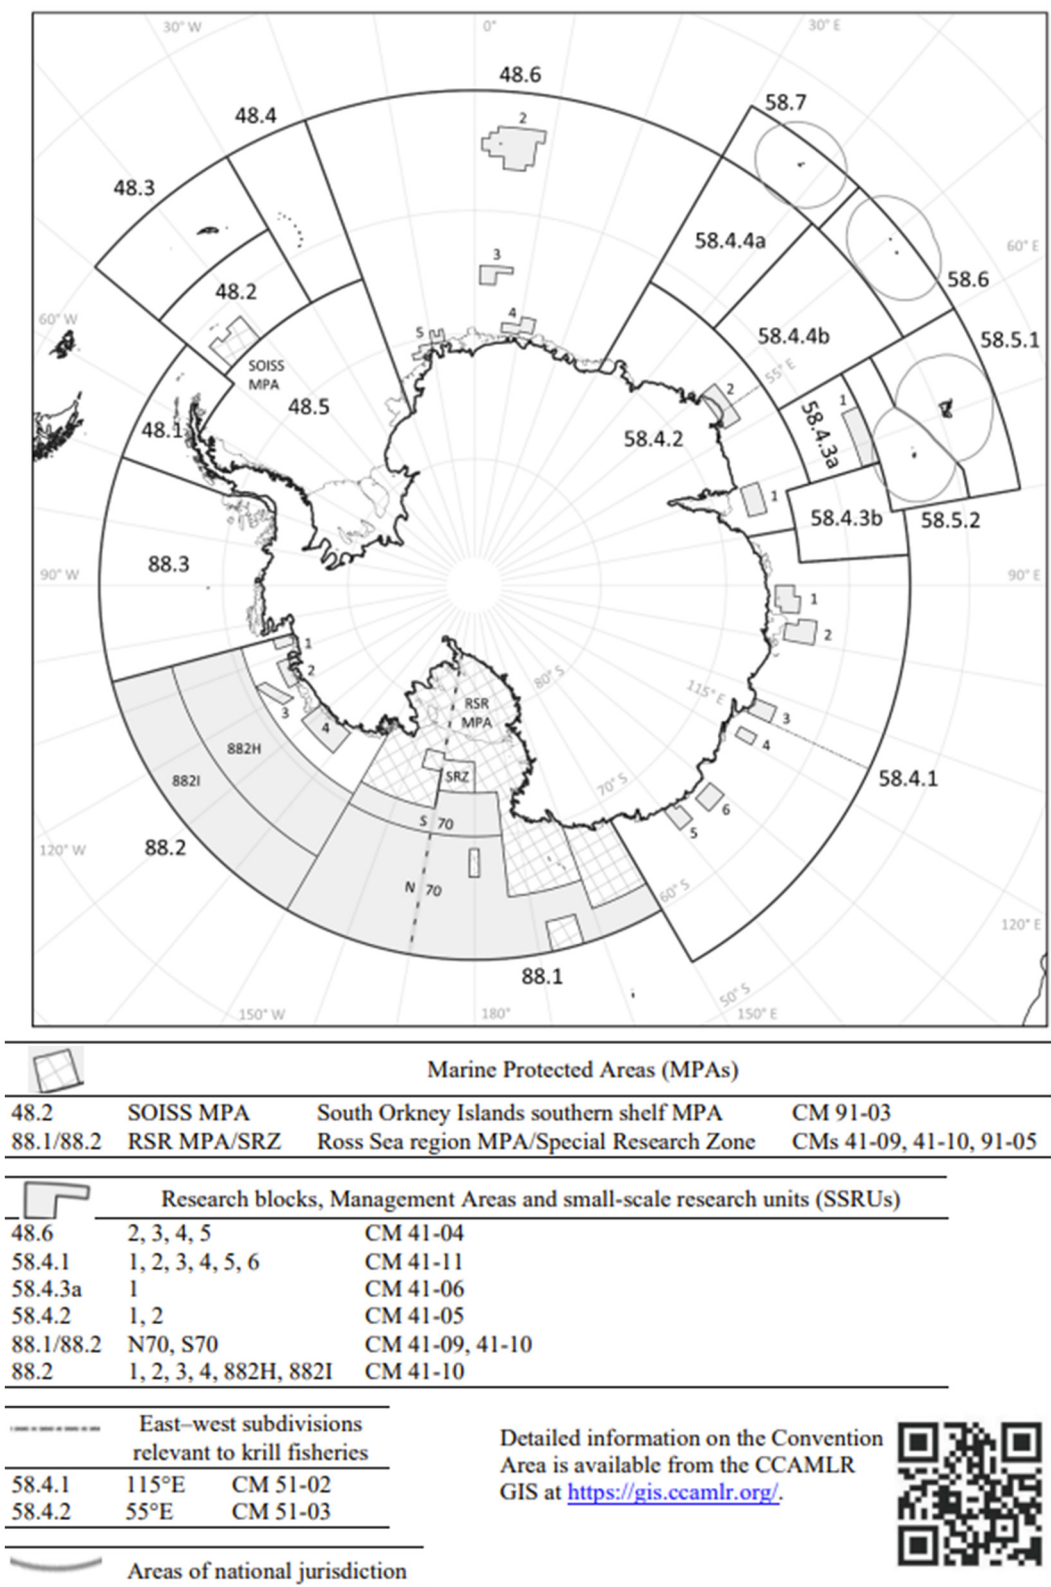 30° W 0° 30° E
48.6
58.7
48.4
2
48.3
58.4.4a
60° E
3
58.6
48.2
4
60° W
5
58.4.4b
58.5.1
SOISS
MPA
55° E
2
48.5
1
48.1
58.4.2
58.4.3a
1
58.4.3b
58.5.2
88.3
90° W
90° E
1
2
1
2
80° S
115° E
3
RSR
MPA
3
4
4
882H
SRZ
58.4.1
882I
70° S
6
S 70
5
88.2
120° W
N 70
60° S
120° E
88.1
50° S
150° W 180° 150° E
Marine Protected Areas (MPAs)
48.2 SOISS MPA South Orkney Islands southern shelf MPA CM 91-03
88.1/88.2 RSR MPA/SRZ Ross Sea region MPA/Special Research Zone CMs 41-09, 41-10, 91-05
Research blocks, Management Areas and small-scale research units (SSRUs)
48.6 2, 3, 4, 5 CM 41-04
58.4.1 1, 2, 3, 4, 5, 6 CM 41-11
58.4.3a 1 CM 41-06
58.4.2 1, 2 CM 41-05
88.1/88.2 N70, S70 CM 41-09, 41-10
88.2 1, 2, 3, 4, 882H, 882I CM 41-10
East–west subdivisions
relevant to krill fisheries
58.4.1 115°E CM 51-02
58.4.2 55°E CM 51-03
Areas of national jurisdiction
Detailed information on the Convention
Area is available from the CCAMLR
GIS at https://gis.ccamlr.org/.